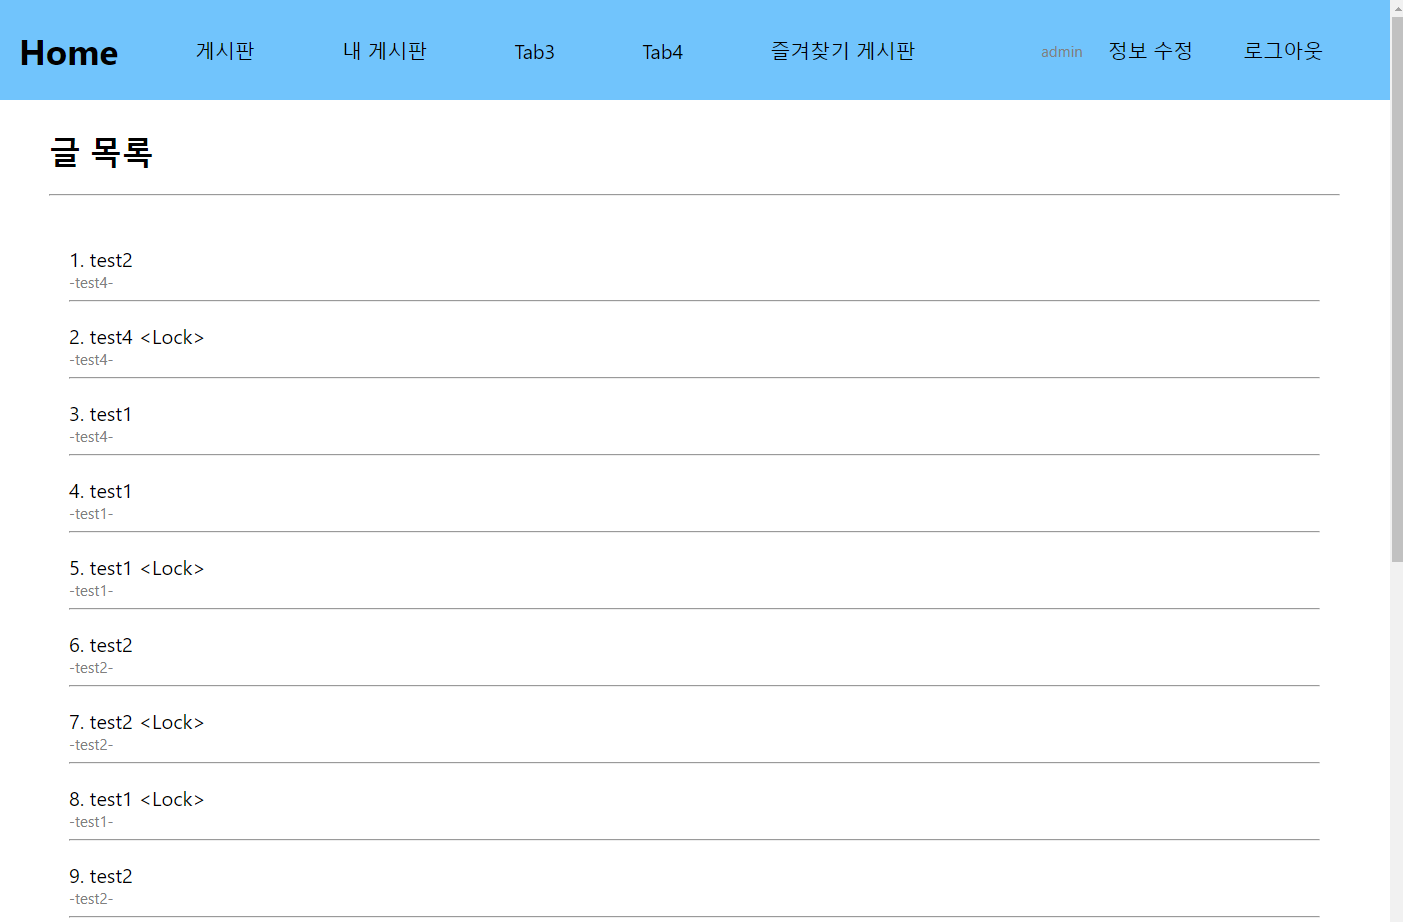 Home 게시판 내 게시판 Tab3 Tab4 즐겨찾기 게시판 admin 정보 수정 로그아웃
글 목록
1. test2
-test4-
2. test4 <Lock>
-test4-
3. test1
-test4-
4. test1
-test1-
5. test1 <Lock>
-test1-
6. test2
-test2-
7. test2 <Lock>
-test2-
8. test1 <Lock>
-test1-
9. test2
-test2-